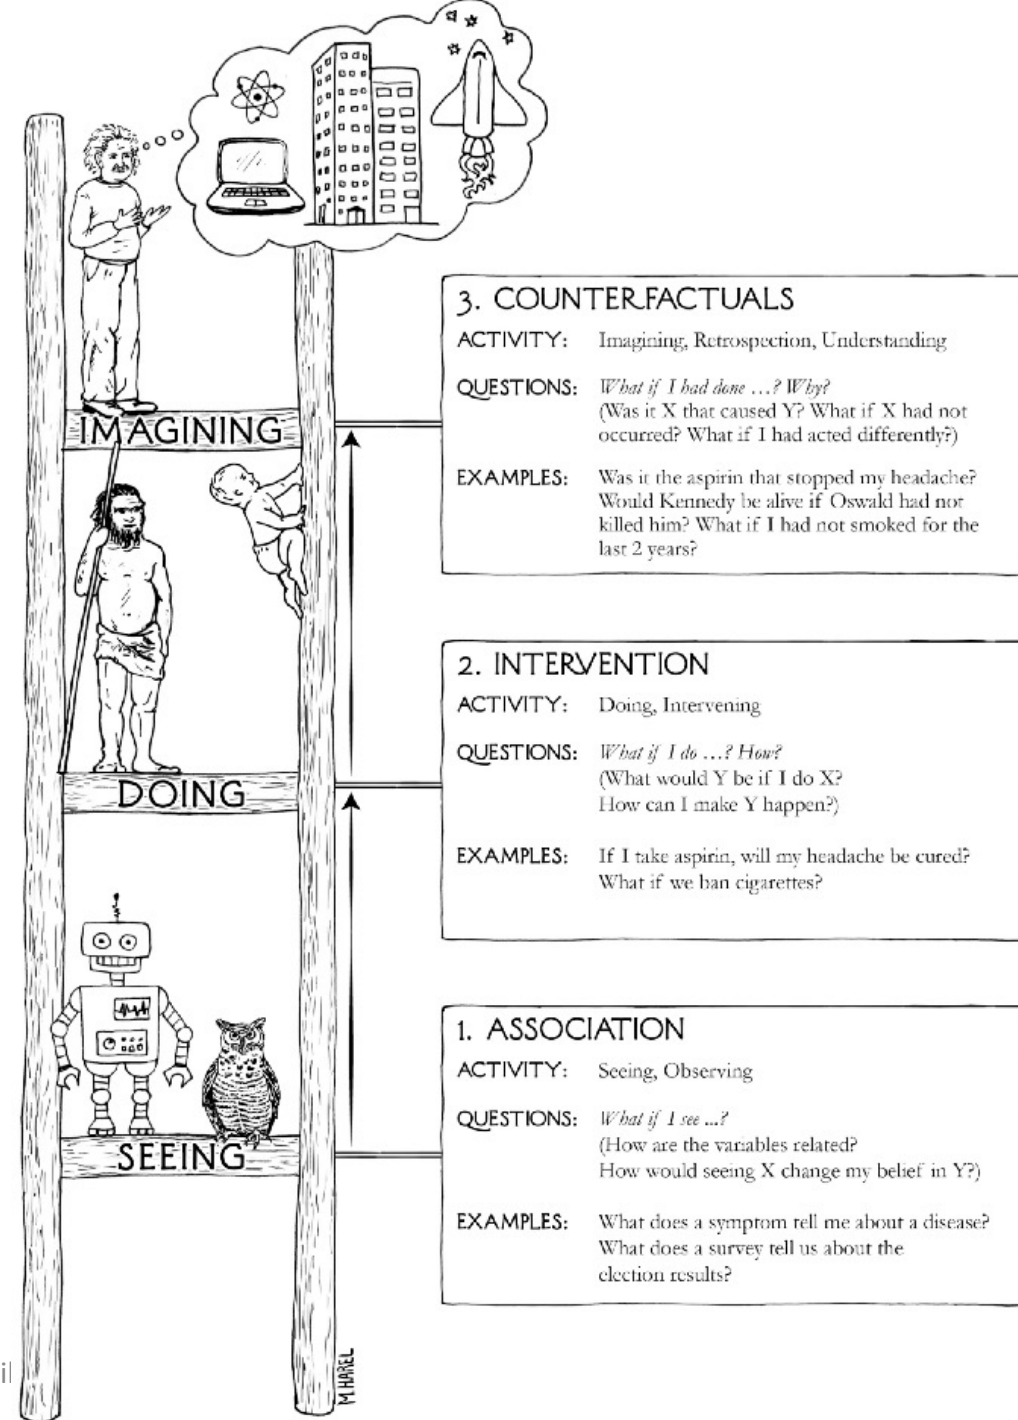 IMAGINING
DOING
SEEING
3. COUNTERFACTUALS
ACTIVITY: Imagining, Retrospection, Understanding
QUESTIONS: What if I had done ...? Why?
(Was it X that caused Y? What if X had not
occurred? What if I had acted differently?)
EXAMPLES: Was it the aspirin that stopped my headache?
Would Kennedy be alive if Oswald had not
killed him? What if I had not smoked for the
last 2 years?
2. INTERVENTION
ACTIVITY: Doing, Intervening
QUESTIONS: What if I do ...? How?
(What would Y be if I do X?
How can I make Y happen?)
EXAMPLES: If I take aspirin, will my headache be cured?
What if we ban cigarettes?
1. ASSOCIATION
ACTIVITY: Seeing, Observing
QUESTIONS: What if I see ...?
(How are the variables related?
How would seeing X change my belief in Y?)
EXAMPLES: What does a symptom tell me about a disease?
What does a survey tell us about the
election results?
M. HAREL